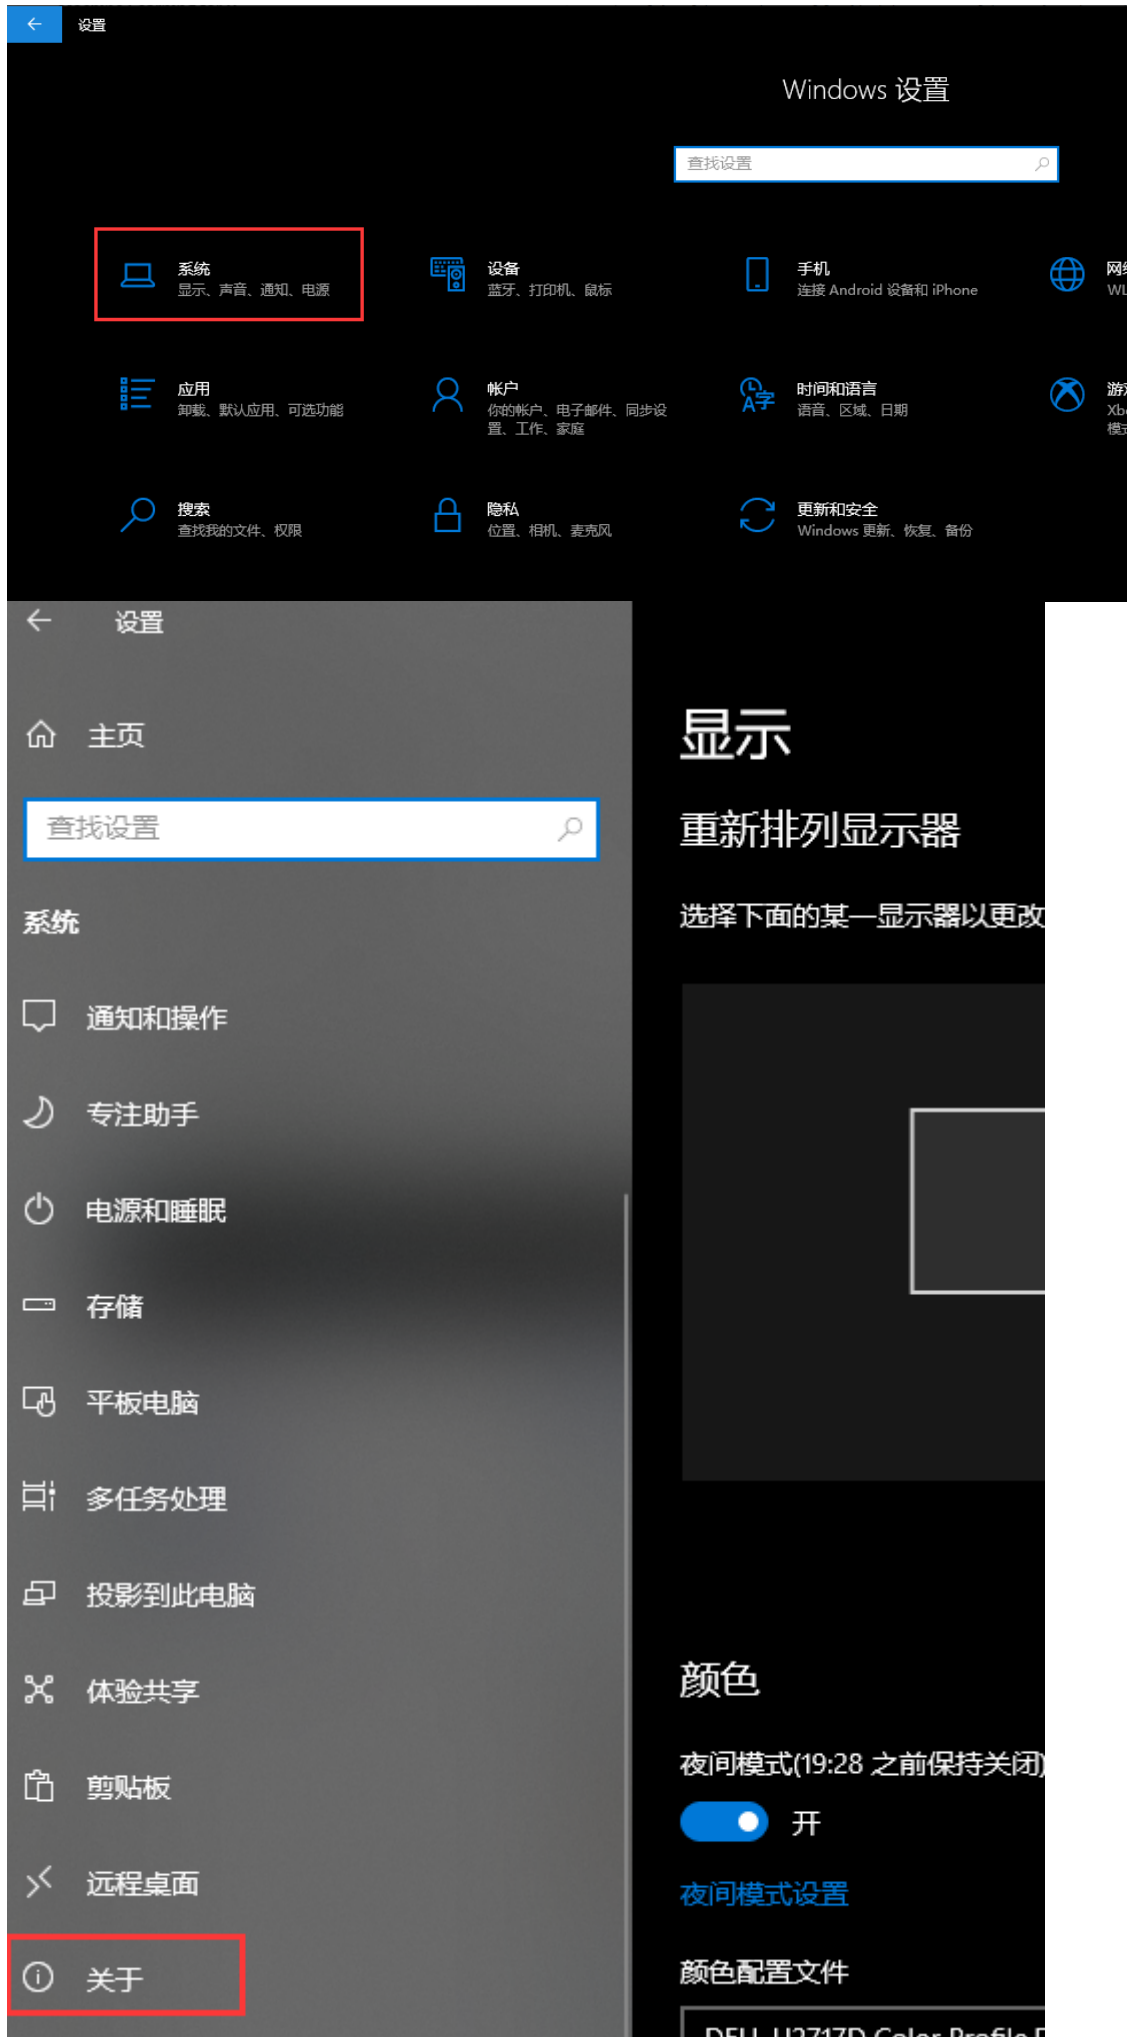 设置
Windows 设置
查找设置
系统
显示、声音、通知、电源
设备
蓝牙、打印机、鼠标
手机
连接 Android 设备和 iPhone
应用
卸载、默认应用、可选功能
帐户
你的帐户、电子邮件、同步设
置、工作、家庭
时间和语言
语音、区域、日期
搜索
查找我的文件、权限
隐私
位置、相机、麦克风
更新和安全
Windows 更新、恢复、备份
设置
主页
查找设置
系统
通知和操作
专注助手
电源和睡眠
存储
平板电脑
多任务处理
投影到此电脑
体验共享
剪贴板
远程桌面
关于
显示
重新排列显示器
选择下面的某一显示器以更改
颜色
夜间模式(19:28 之前保持关闭)
开
夜间模式设置
颜色配置文件
DELL U2717D Color Profile